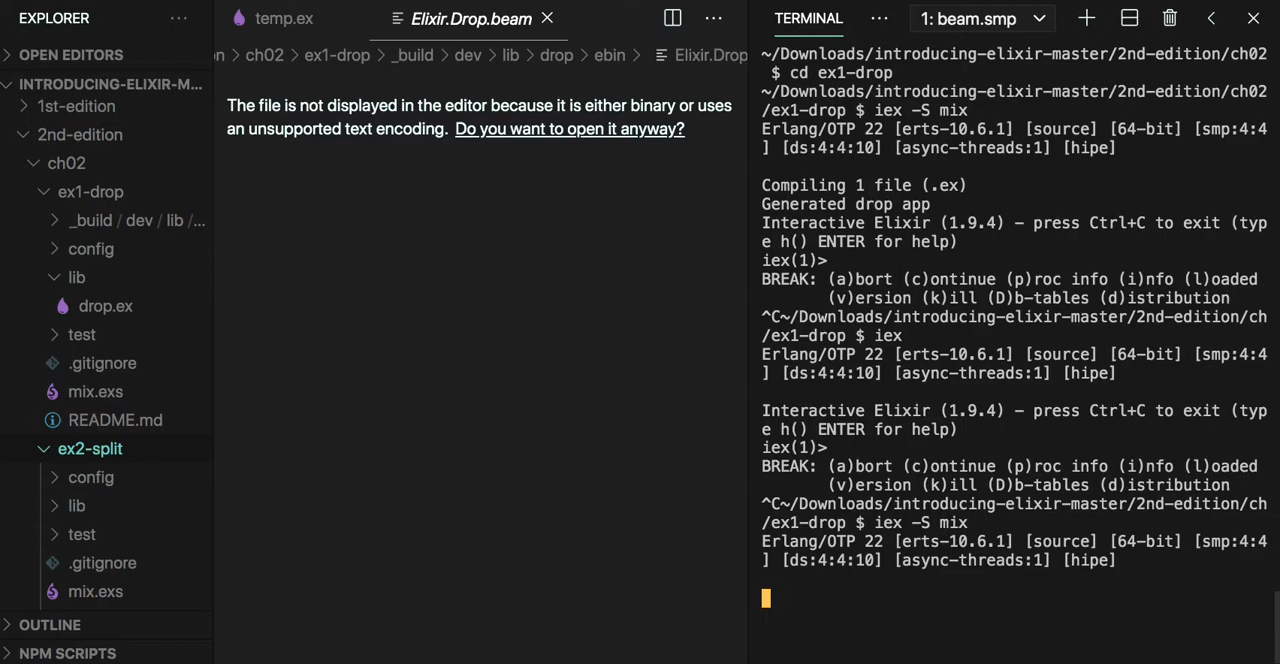 EXPLORER ···
OPEN EDITORS
INTRODUCING-ELIXIR-M...
1st-edition
2nd-edition
ch02
ex1-drop
_build / dev / lib /...
config
lib
drop.ex
test
.gitignore
mix.exs
README.md
ex2-split
config
lib
test
.gitignore
mix.exs
OUTLINE
NPM SCRIPTS
temp.ex
Elixir.Drop.beam
n > ch02 > ex1-drop > _build > dev > lib > drop > ebin > Elixir.Drop
The file is not displayed in the editor because it is either binary or uses
an unsupported text encoding. Do you want to open it anyway?
TERMINAL ··· 1: beam.smp
~/Downloads/introducing-elixir-master/2nd-edition/ch02
$ cd ex1-drop
~/Downloads/introducing-elixir-master/2nd-edition/ch02
/ex1-drop $ iex -S mix
Erlang/OTP 22 [erts-10.6.1] [source] [64-bit] [smp:4:4
] [ds:4:4:10] [async-threads:1] [hipe]
Compiling 1 file (.ex)
Generated drop app
Interactive Elixir (1.9.4) - press Ctrl+C to exit (typ
e h() ENTER for help)
iex(1)>
BREAK: (a)bort (c)ontinue (p)roc info (i)nfo (l)oaded
(v)ersion (k)ill (D)b-tables (d)istribution
^C~/Downloads/introducing-elixir-master/2nd-edition/ch
/ex1-drop $ iex
Erlang/OTP 22 [erts-10.6.1] [source] [64-bit] [smp:4:4
] [ds:4:4:10] [async-threads:1] [hipe]
Interactive Elixir (1.9.4) - press Ctrl+C to exit (typ
e h() ENTER for help)
iex(1)>
BREAK: (a)bort (c)ontinue (p)roc info (i)nfo (l)oaded
(v)ersion (k)ill (D)b-tables (d)istribution
^C~/Downloads/introducing-elixir-master/2nd-edition/ch
/ex1-drop $ iex -S mix
Erlang/OTP 22 [erts-10.6.1] [source] [64-bit] [smp:4:4
] [ds:4:4:10] [async-threads:1] [hipe]